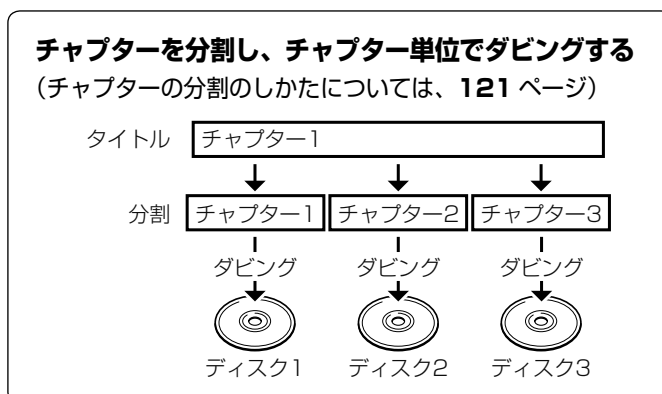 チャプターを分割し、チャプター単位でダビングする
（チャプターの分割のしかたについては、121 ページ）
タイトル チャプター1
分割 チャプター1 チャプター2 チャプター3
ダビング ダビング ダビング
ディスク1 ディスク2 ディスク3